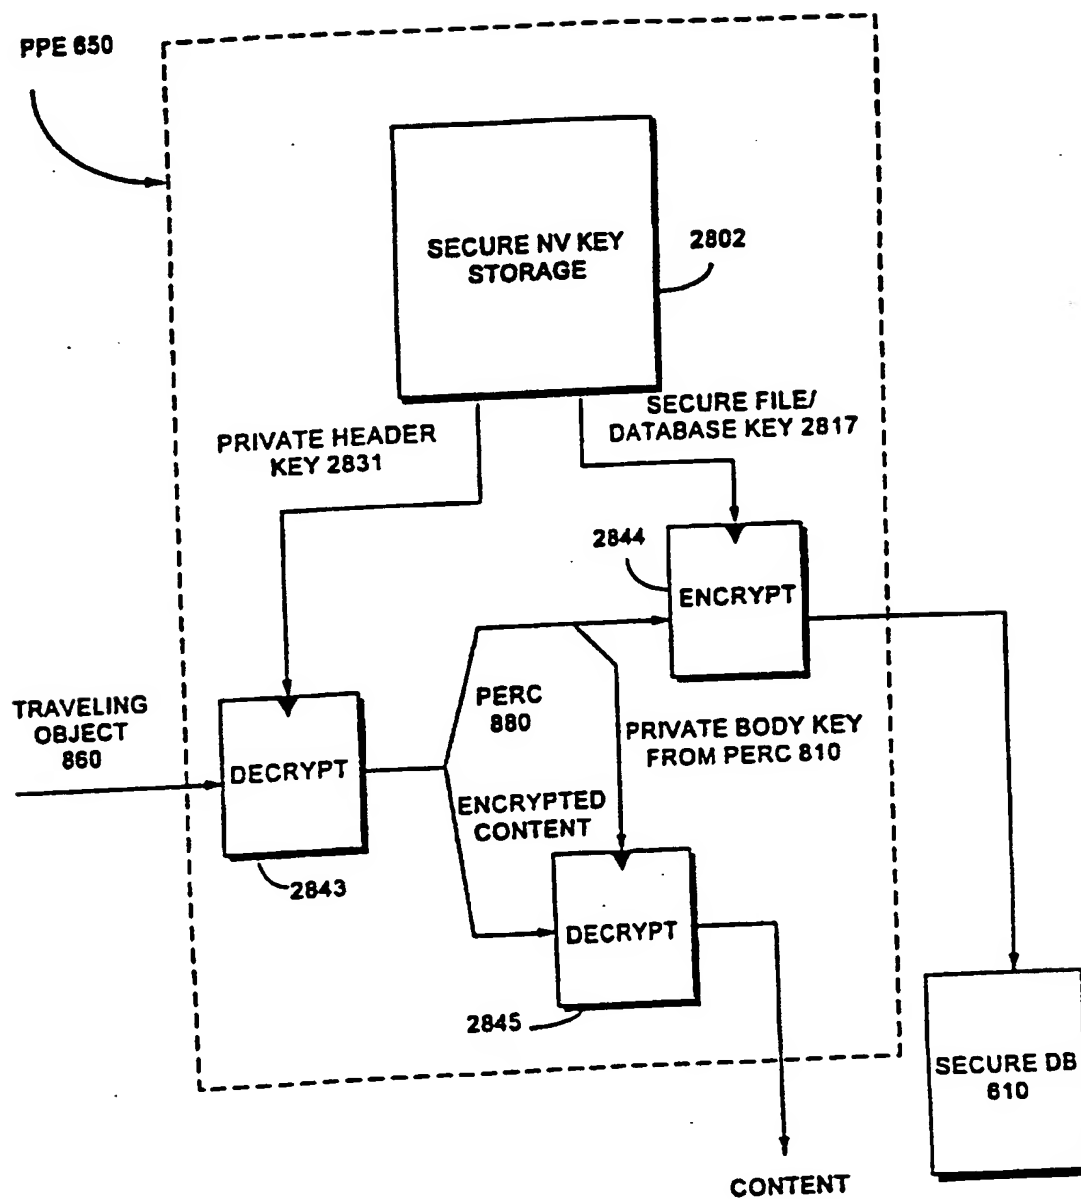 PPE 650
SECURE NV KEY
STORAGE
2802
PRIVATE HEADER
KEY 2831
SECURE FILE/
DATABASE KEY 2817
2844
ENCRYPT
TRAVELING
OBJECT
860
DECRYPT
2843
PERC
880
PRIVATE BODY KEY
FROM PERC 810
ENCRYPTED
CONTENT
DECRYPT
2845
SECURE DB
610
CONTENT